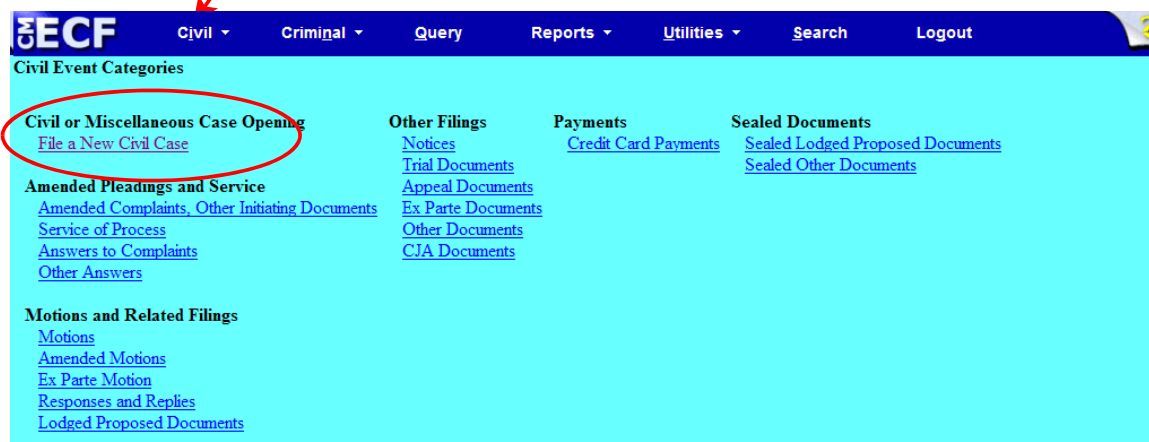 CM ECF Civil Criminal Query Reports Utilities Search Logout
Civil Event Categories
Civil or Miscellaneous Case Opening
File a New Civil Case
Amended Pleadings and Service
Amended Complaints, Other Initiating Documents
Service of Process
Answers to Complaints
Other Answers
Motions and Related Filings
Motions
Amended Motions
Ex Parte Motion
Responses and Replies
Lodged Proposed Documents
Other Filings
Notices
Trial Documents
Appeal Documents
Ex Parte Documents
Other Documents
CJA Documents
Payments
Credit Card Payments
Sealed Documents
Sealed Lodged Proposed Documents
Sealed Other Documents